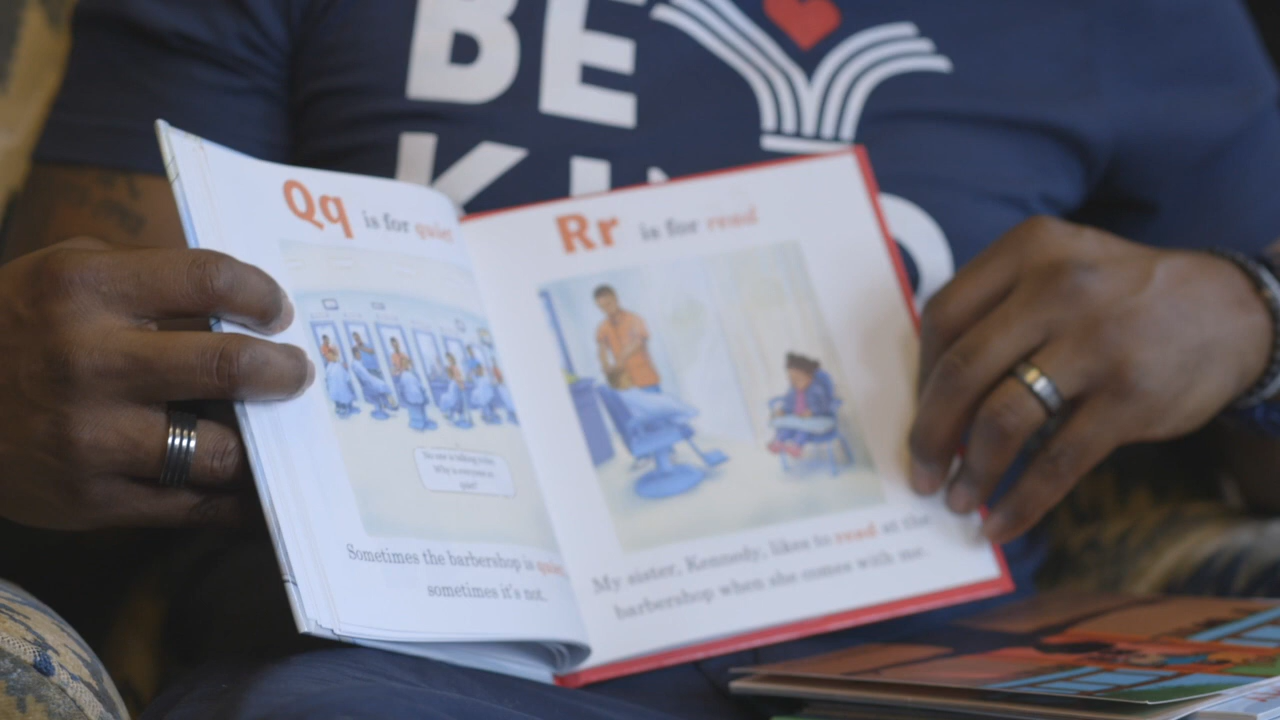 BE
Qq is for quiet
Sometimes the barbershop is quiet
sometimes it's not.
Rr is for read
My sister, Kennedy, likes to read at the
barbershop when she comes with me.